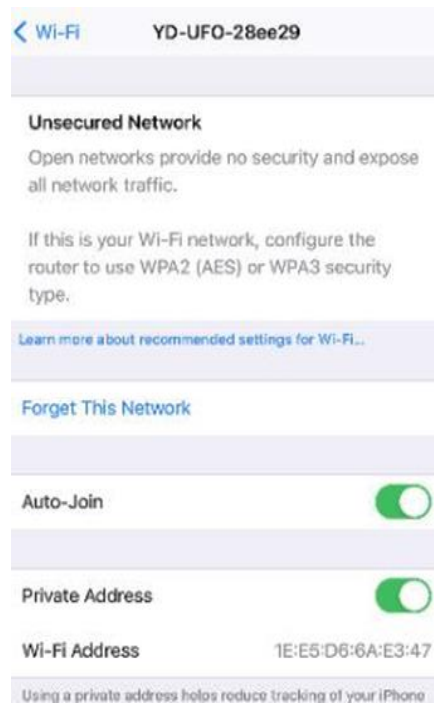 Wi-Fi YD-UFO-28ee29
Unsecured Network
Open networks provide no security and expose
all network traffic.
If this is your Wi-Fi network, configure the
router to use WPA2 (AES) or WPA3 security
type.
Learn more about recommended settings for Wi-Fi...
Forget This Network
Auto-Join
Private Address
Wi-Fi Address 1E:E5:D6:6A:E3:47
Using a private address helps reduce tracking of your iPhone